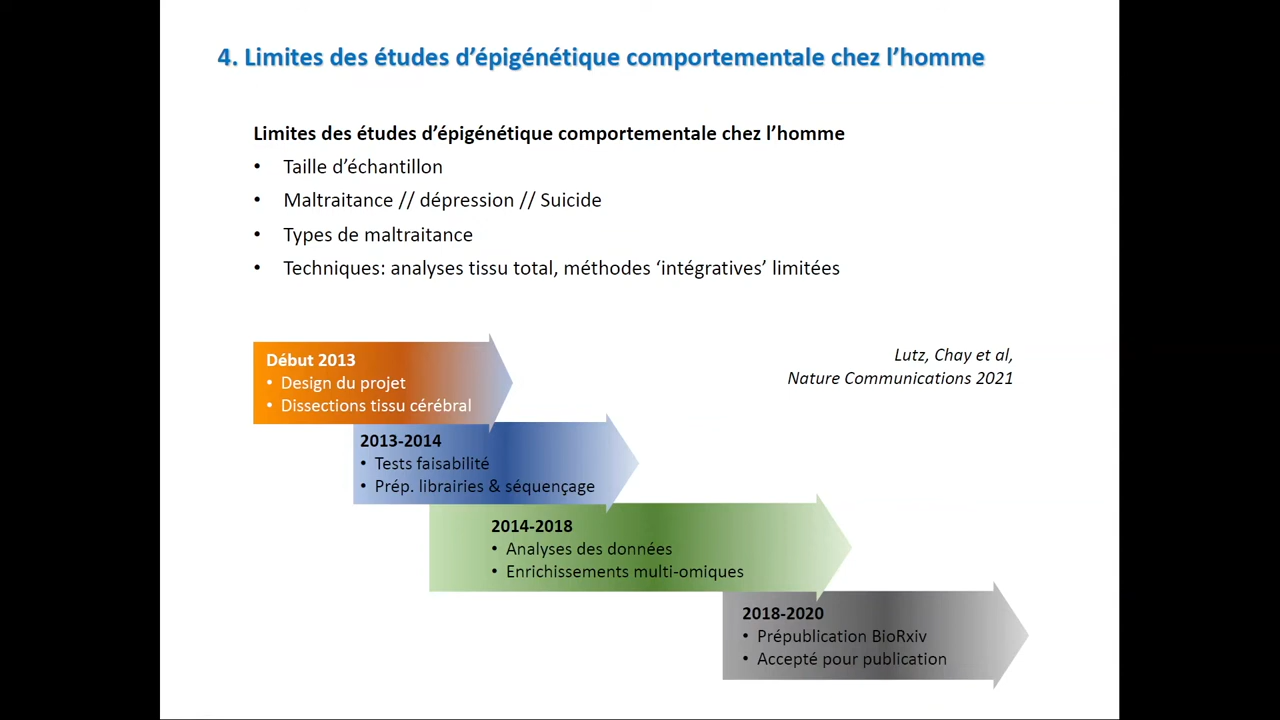 4. Limites des études d’épigénétique comportementale chez l’homme
Limites des études d’épigénétique comportementale chez l’homme
• Taille d’échantillon
• Maltraitance // dépression // Suicide
• Types de maltraitance
• Techniques: analyses tissu total, méthodes ‘intégratives’ limitées
Lutz, Chay et al,
Nature Communications 2021
Début 2013
• Design du projet
• Dissections tissu cérébral
2013-2014
• Tests faisabilité
• Prép. librairies & séquençage
2014-2018
• Analyses des données
• Enrichissements multi-omiques
2018-2020
• Prépublication BioRxiv
• Accepté pour publication